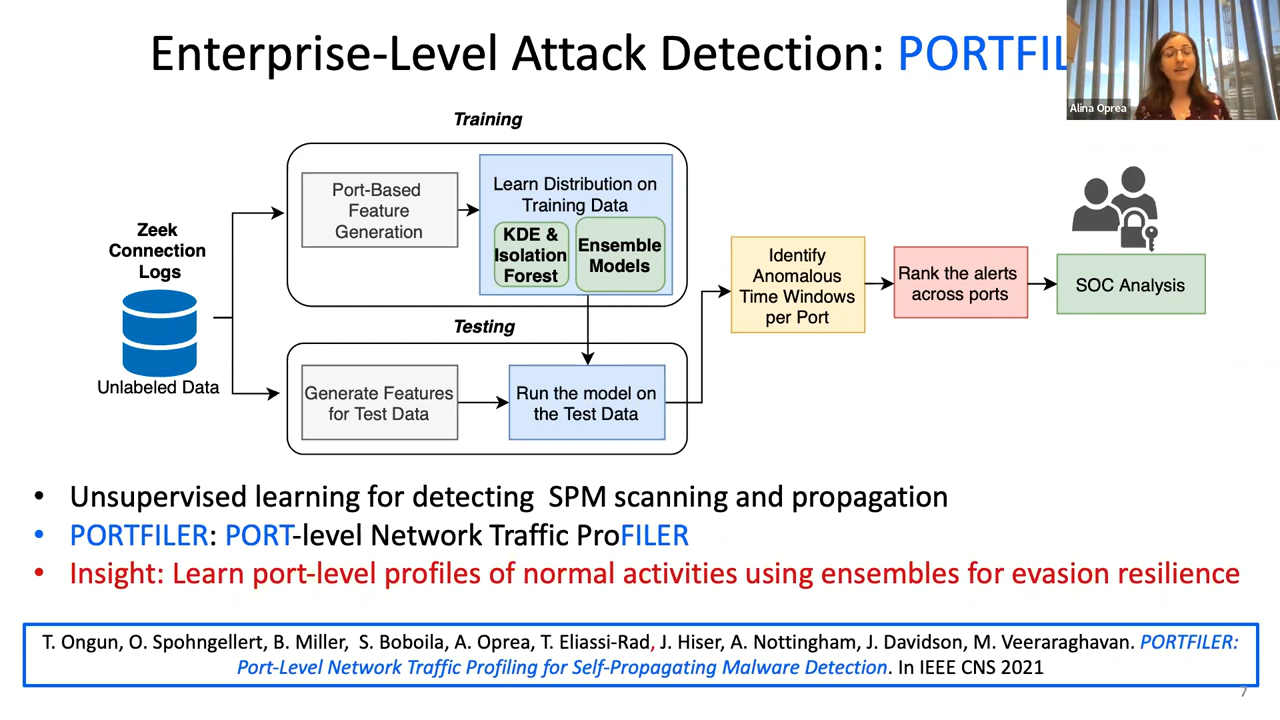 Enterprise-Level Attack Detection: PORTFIL
Alina Oprea
Training
Port-Based
Feature
Generation
Learn Distribution on
Training Data
KDE &
Isolation
Forest
Ensemble
Models
Zeek
Connection
Logs
Unlabeled Data
Testing
Generate Features
for Test Data
Run the model on
the Test Data
Identify
Anomalous
Time Windows
per Port
Rank the alerts
across ports
SOC Analysis
• Unsupervised learning for detecting SPM scanning and propagation
• PORTFILER: PORT-level Network Traffic ProFILER
• Insight: Learn port-level profiles of normal activities using ensembles for evasion resilience
T. Ongun, O. Spohngellert, B. Miller, S. Boboila, A. Oprea, T. Eliassi-Rad, J. Hiser, A. Nottingham, J. Davidson, M. Veeraraghavan. PORTFILER:
Port-Level Network Traffic Profiling for Self-Propagating Malware Detection. In IEEE CNS 2021
7